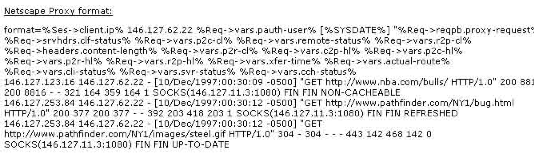 Netscape Proxy format:
format=%Ses->client.ip% 146.127.62.22 %Req->vars.pauth-user% [%SYSDATE%] "%Req->reqpb.proxy-request%
%Req->srvhdrs.clf-status% %Req->vars.p2c-cl% %Req->vars.remote-status% %Req->vars.r2p-cl%
%Req->headers.content-length% %Req->vars.p2r-cl% %Req->vars.c2p-hl% %Req->vars.p2c-hl%
%Req->vars.p2r-hl% %Req->vars.r2p-hl% %Req->vars.xfer-time% %Req->vars.actual-route%
%Req->vars.cli-status% %Req->vars.svr-status% %Req->vars.cch-status%
146.127.123.16 146.127.62.22 - [10/Dec/1997:00:30:09 -0500] "GET http://www.nba.com/bulls/ HTTP/1.0" 200 881
200 8816 - - 321 164 359 164 1 SOCKS(146.127.11.3:1080) FIN FIN NON-CACHEABLE
146.127.253.84 146.127.62.22 - [10/Dec/1997:00:30:12 -0500] "GET http://www.pathfinder.com/NY1/bug.html
HTTP/1.0" 200 377 200 377 - - 392 203 418 203 1 SOCKS(146.127.11.3:1080) FIN FIN REFRESHED
146.127.253.84 146.127.62.22 - [10/Dec/1997:00:30:12 -0500] "GET
http://www.pathfinder.com/NY1/images/steel.gif HTTP/1.0" 304 - 304 - - - 443 142 468 142 0
SOCKS(146.127.11.3:1080) FIN FIN UP-TO-DATE